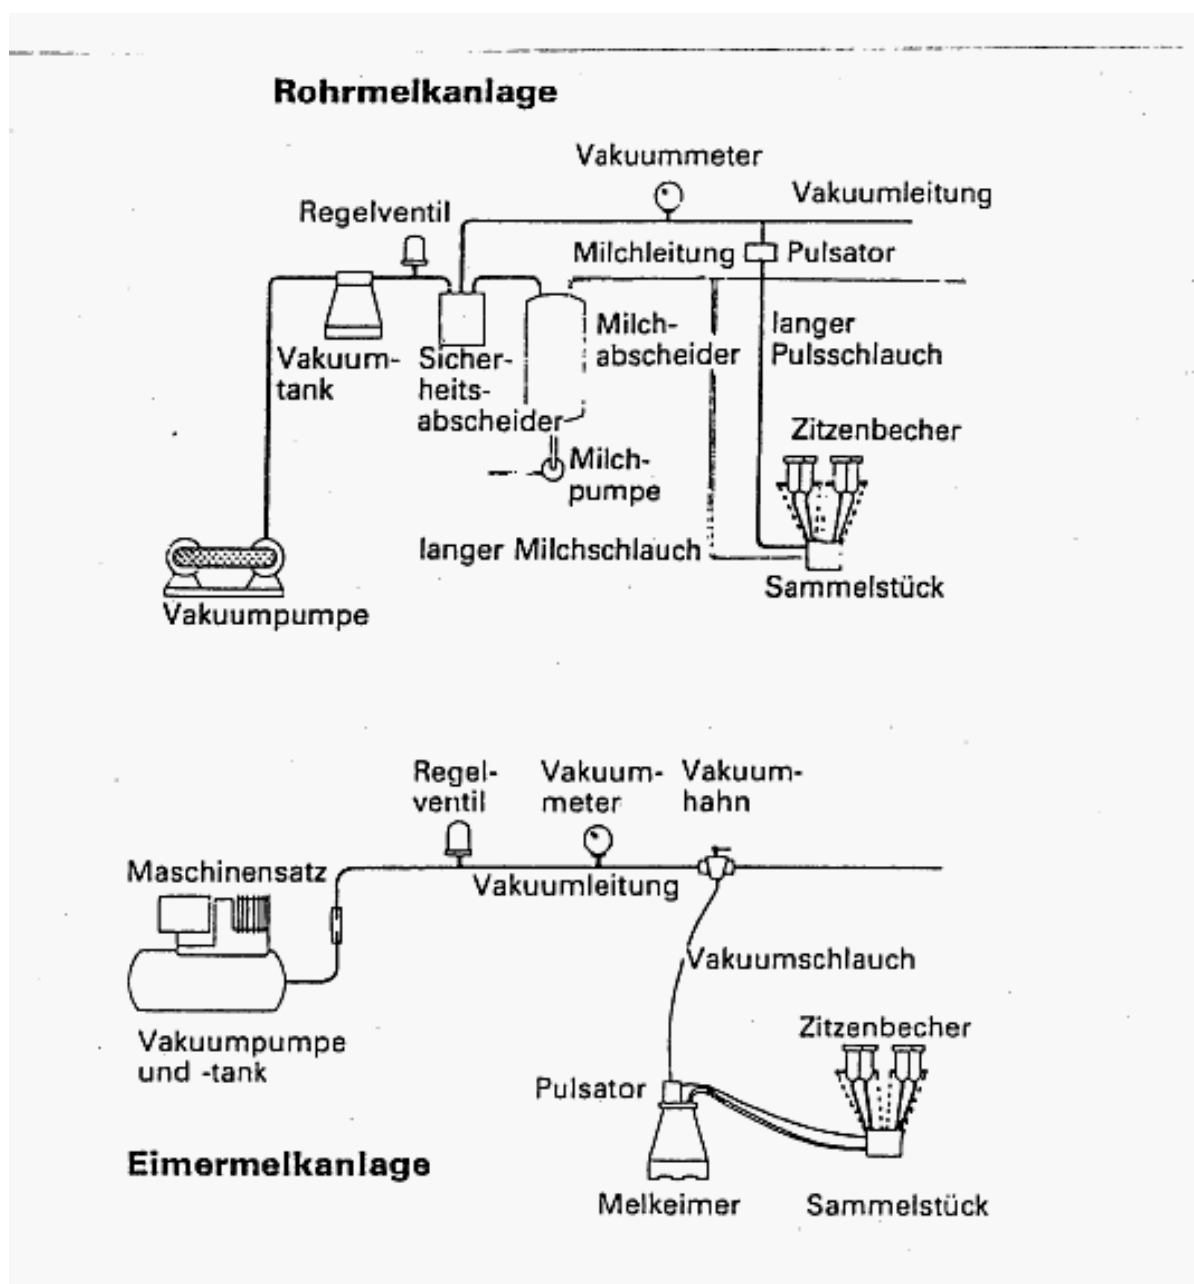 Rohrmelkanlage
Vakuummeter
Vakuumleitung
Regelventil
Milchleitung
Pulsator
Vakuum-
tank
Sicher-
heits-
abscheider
Milch-
abscheider
langer
Pulsschlauch
Zitzenbecher
Milch-
pumpe
langer Milchschlauch
Sammelstück
Vakuumpumpe
Regel-
ventil
Vakuum-
meter
Vakuum-
hahn
Maschinensatz
Vakuumleitung
Vakuumschlauch
Vakuumpumpe
und -tank
Zitzenbecher
Pulsator
Eimermelkanlage
Melkeimer
Sammelstück